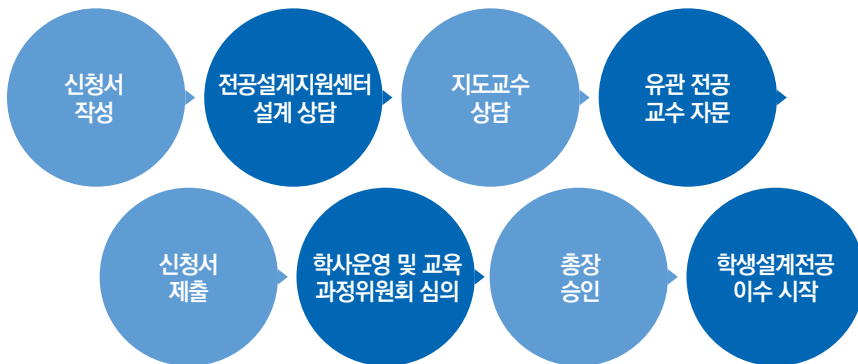 신청서
작성
전공설계지원센터
설계 상담
지도교수
상담
유관 전공
교수 자문
신청서
제출
학사운영 및 교육
과정위원회 심의
총장
승인
학생설계전공
이수 시작